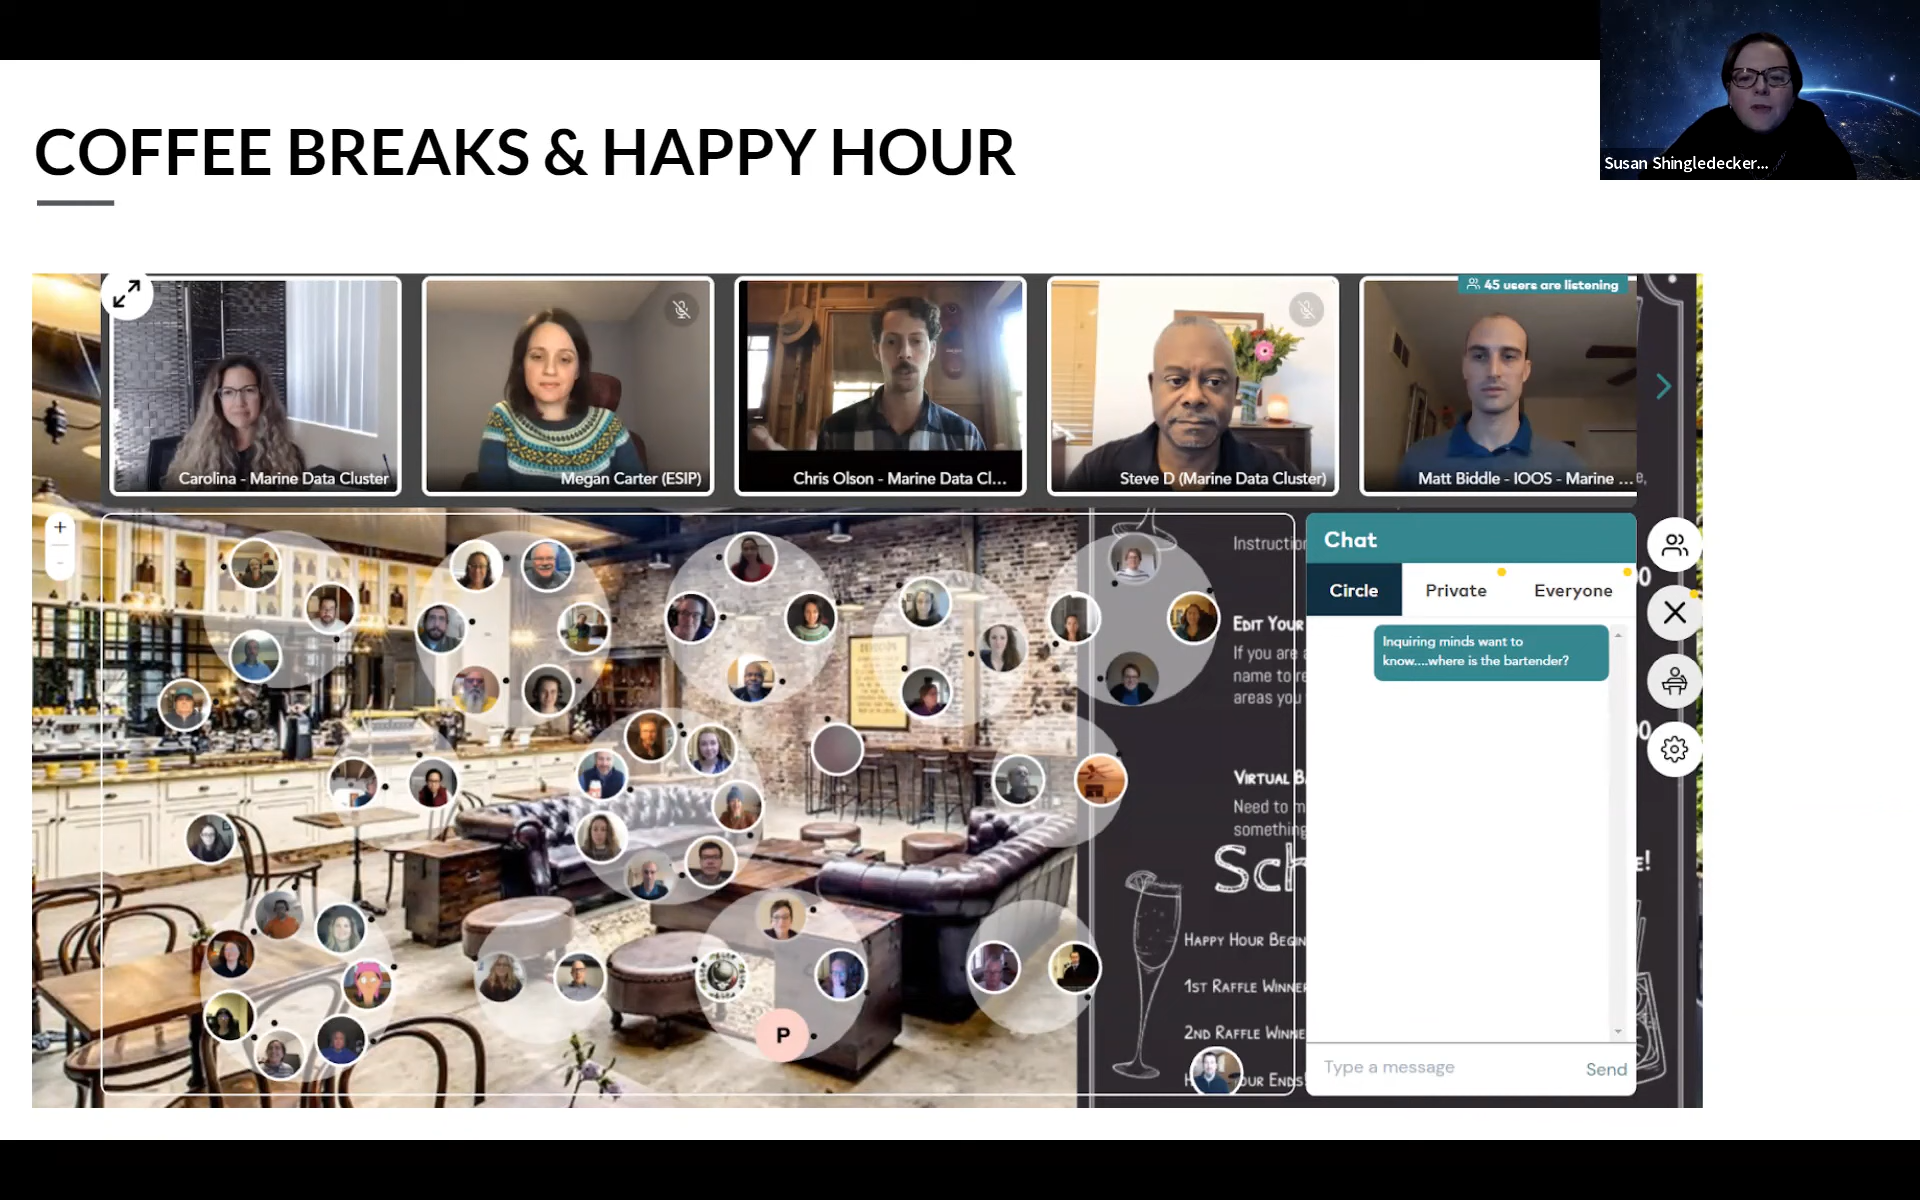 COFFEE BREAKS & HAPPY HOUR
Susan Shingledecker...
45 users are listening
Carolina - Marine Data Cluster
Megan Carter (ESIP)
Chris Olson - Marine Data Cl...
Steve D (Marine Data Cluster)
Matt Biddle - IOOS - Marine ...
e,
+
-
Instruction
EDIT YOUR
If you are a
name to re
areas you
VIRTUAL B
Need to m
something
Sch
HAPPY HOUR BEGIN
1ST RAFFLE WINNE
2ND RAFFLE WINNE
OUR ENDS!
P
Chat
Circle
Private
Everyone
Inquiring minds want to
know....where is the bartender?
Type a message
Send
E!